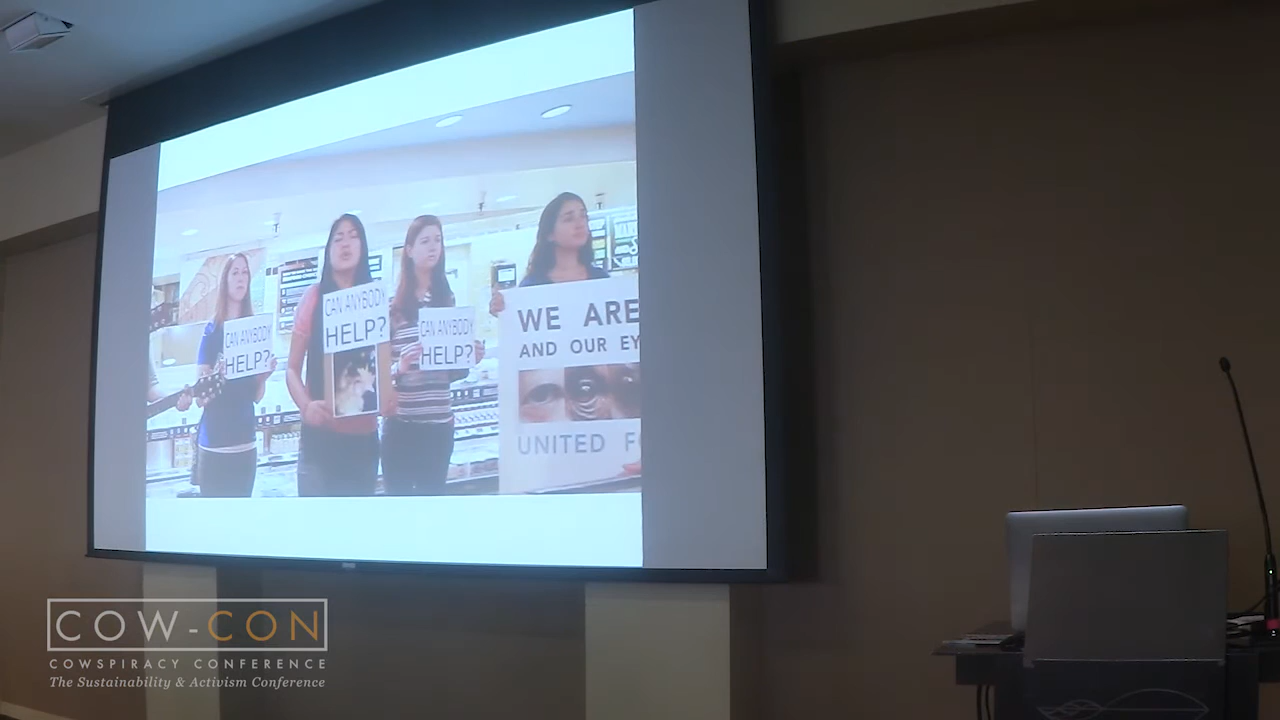 CAN ANYBODY
HELP?
CAN ANYBODY
HELP?
CAN ANYBODY
HELP?
WE ARE
AND OUR EY
UNITED F
COW-CON
COWSPIRACY CONFERENCE
The Sustainability & Activism Conference